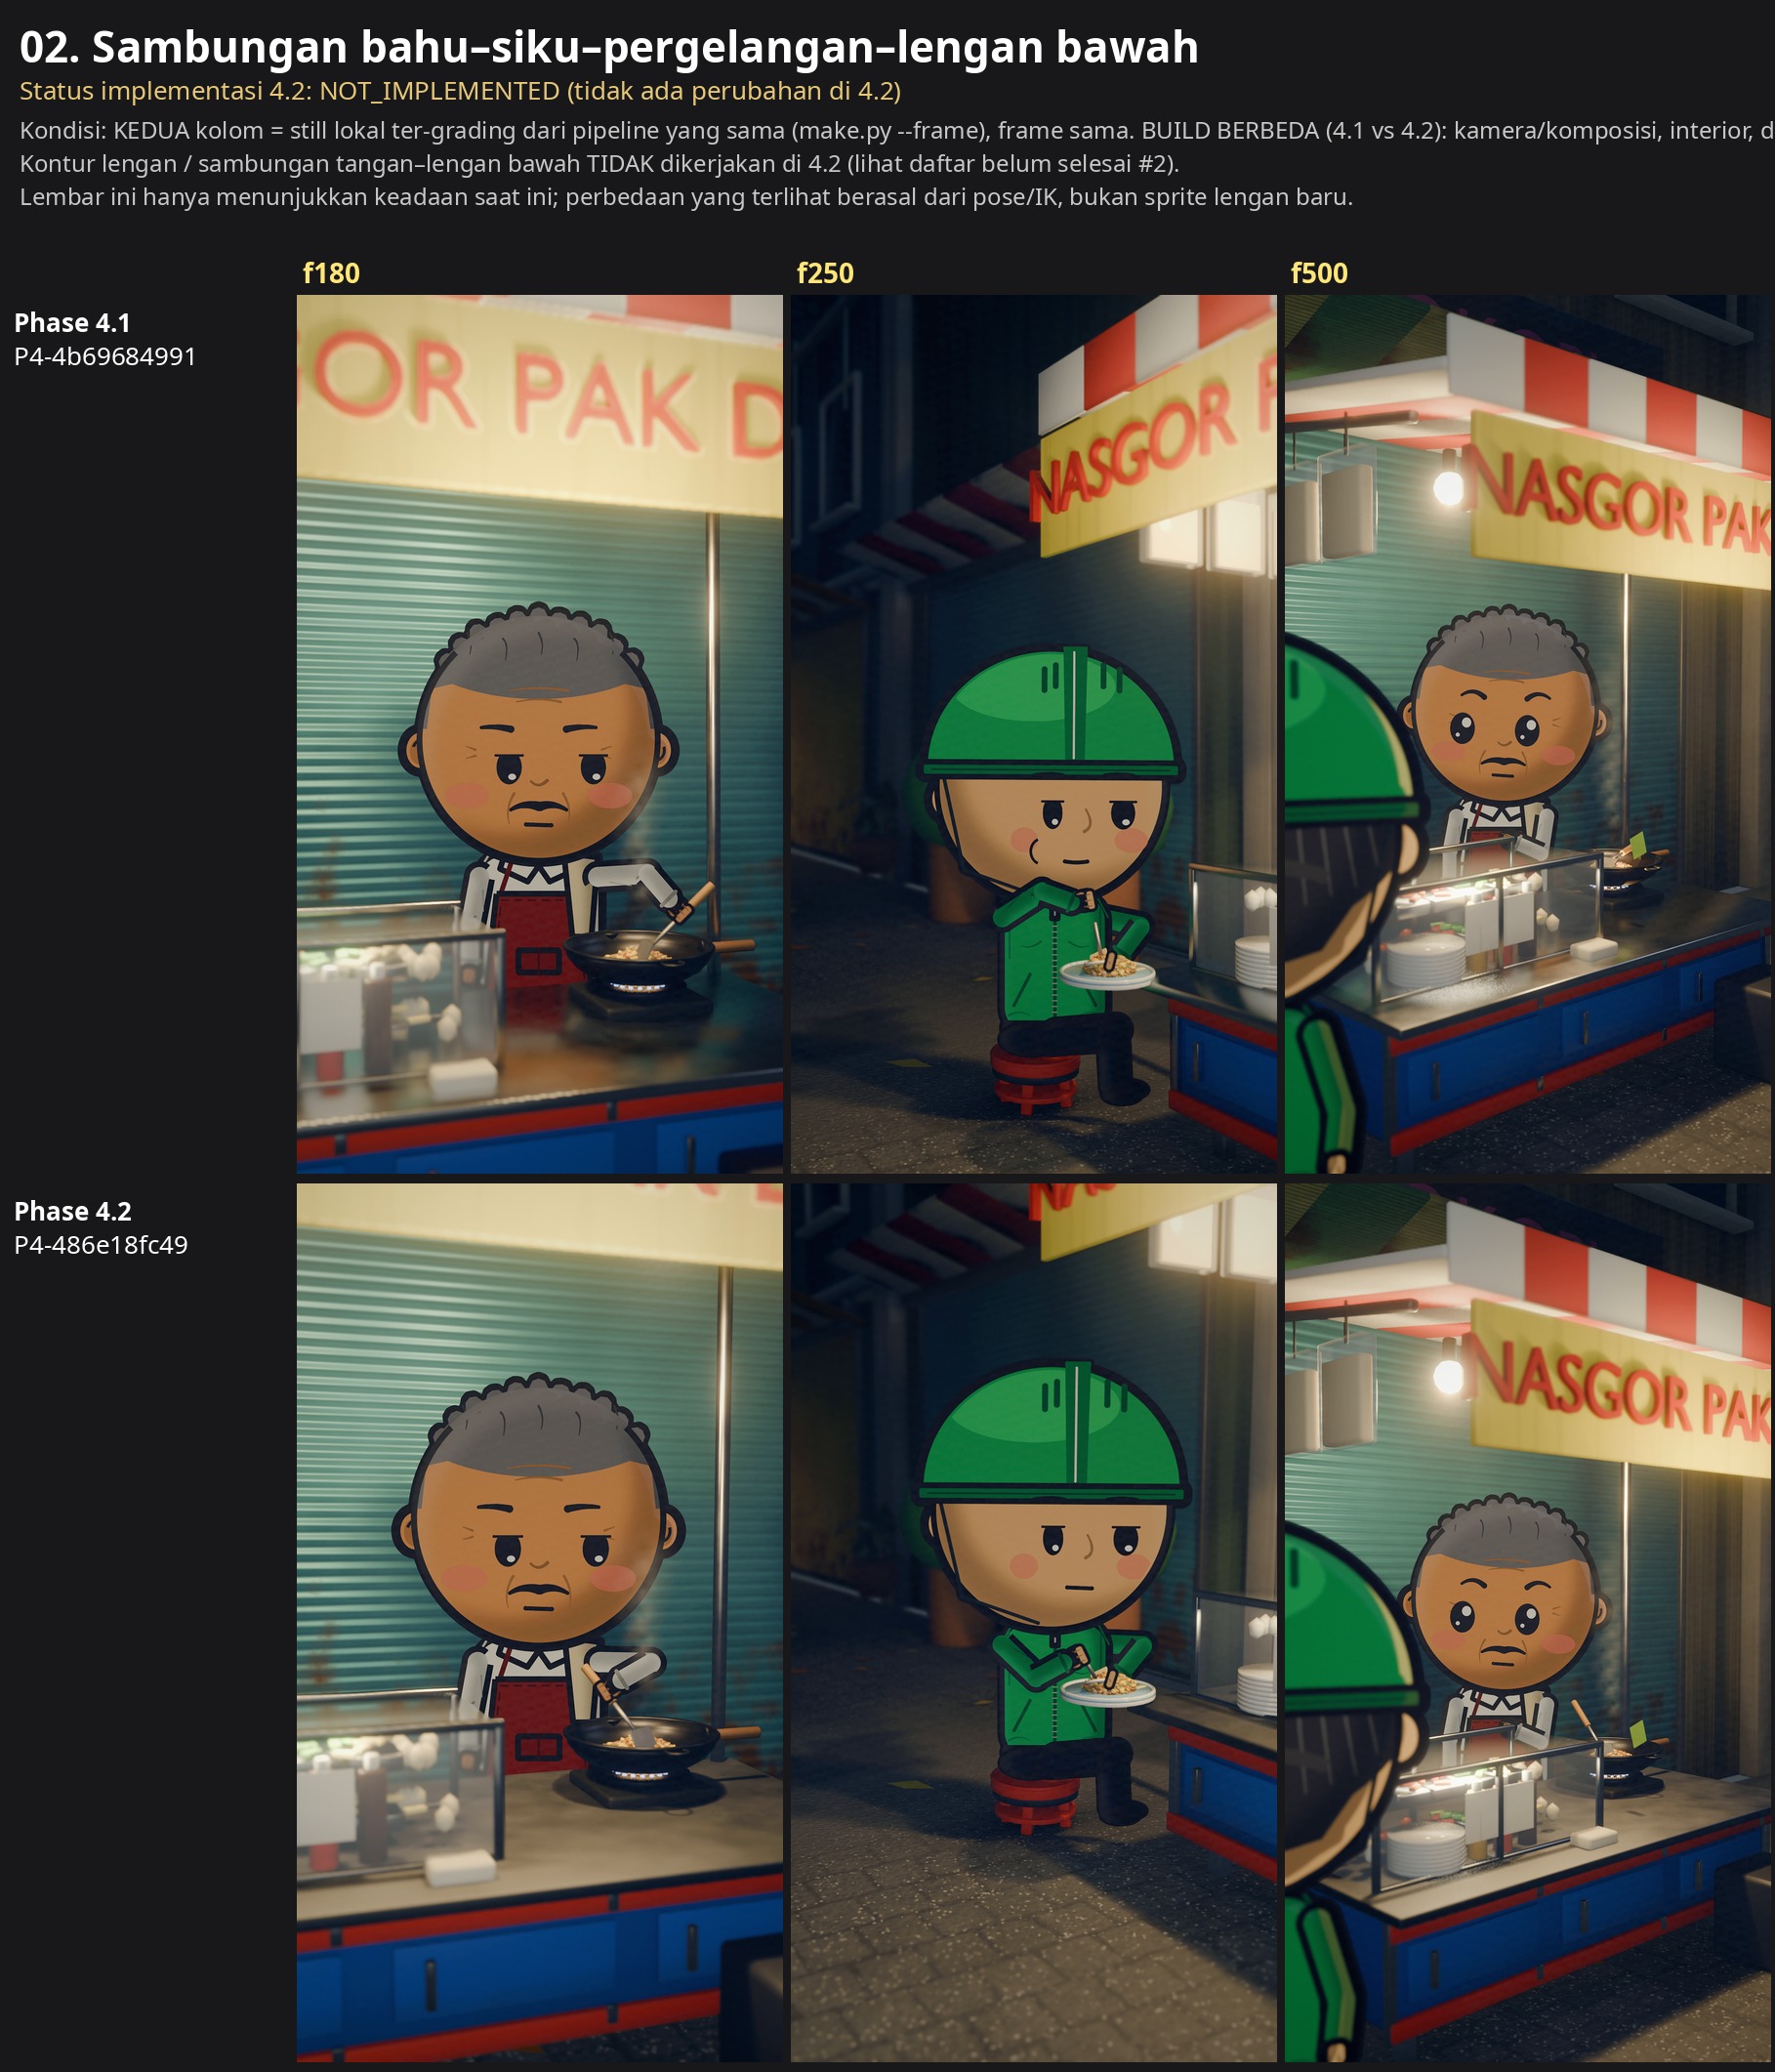 02. Sambungan bahu–siku–pergelangan–lengan bawah
Status implementasi 4.2: NOT_IMPLEMENTED (tidak ada perubahan di 4.2)
Kondisi: KEDUA kolom = still lokal ter-grading dari pipeline yang sama (make.py --frame), frame sama. BUILD BERBEDA (4.1 vs 4.2): kamera/komposisi, interior, d
Kontur lengan / sambungan tangan–lengan bawah TIDAK dikerjakan di 4.2 (lihat daftar belum selesai #2).
Lembar ini hanya menunjukkan keadaan saat ini; perbedaan yang terlihat berasal dari pose/IK, bukan sprite lengan baru.
f180
f250
f500
Phase 4.1
P4-4b69684991
GOR PAK D
NASGOR P
NASGOR PAK
Phase 4.2
P4-486e18fc49
NAS
NASGOR PAK